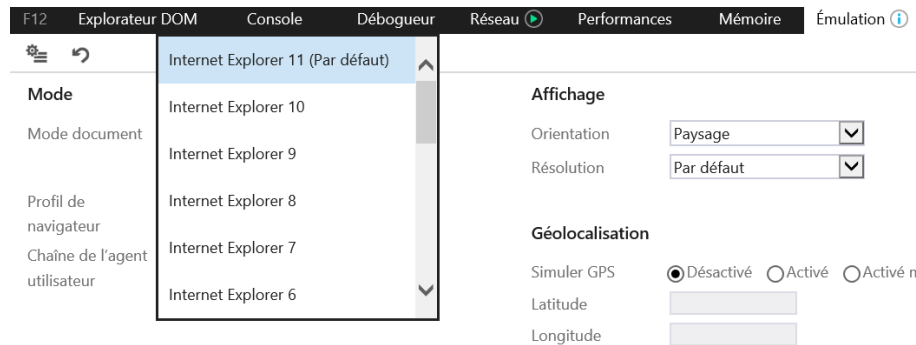 F12 Explorateur DOM Console Débogueur Réseau Performances Mémoire Émulation
Mode
Mode document
Profil de
navigateur
Chaîne de l'agent
utilisateur
Internet Explorer 11 (Par défaut)
Internet Explorer 10
Internet Explorer 9
Internet Explorer 8
Internet Explorer 7
Internet Explorer 6
Affichage
Orientation Paysage
Résolution Par défaut
Géolocalisation
Simuler GPS Désactivé Activé Activé
Latitude
Longitude